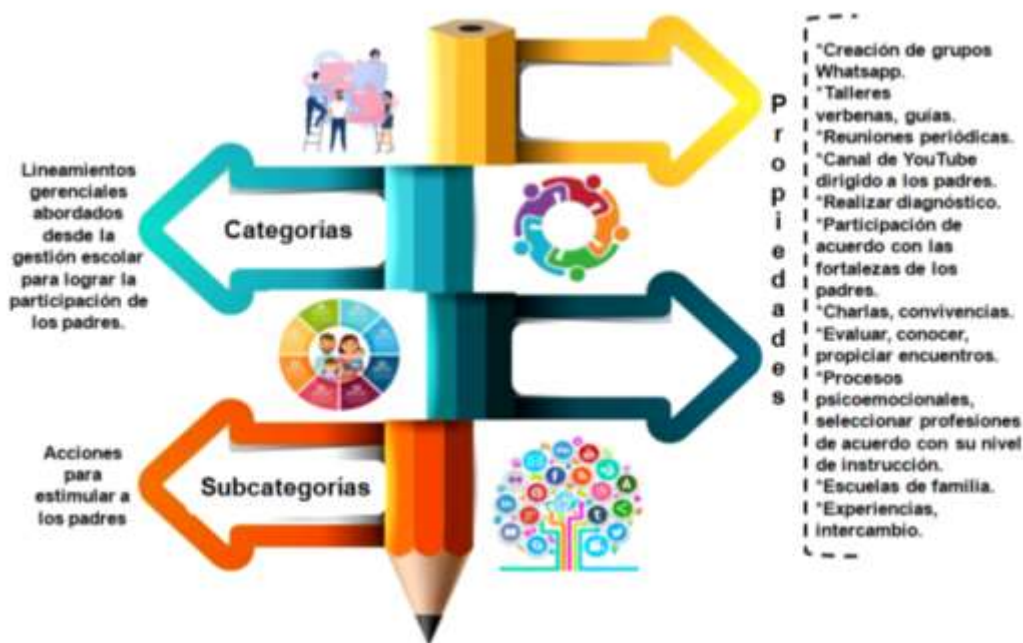 Lineamientos
gerenciales
abordados
desde la
gestión escolar
para lograr la
participación de
los padres.
Categorías
Acciones
para
estimular a
los padres
Subcategorías
Propiedades
*Creación de grupos
Whatsapp.
*Talleres
verbenas, guías.
*Reuniones periódicas.
*Canal de YouTube
dirigido a los padres.
*Realizar diagnóstico.
*Participación de
acuerdo con las
fortalezas de los
padres.
*Charlas, convivencias.
*Evaluar, conocer,
propiciar encuentros.
*Procesos
psicoemocionales,
seleccionar profesiones
de acuerdo con su nivel
de instrucción.
*Escuelas de familia.
*Experiencias,
intercambio.